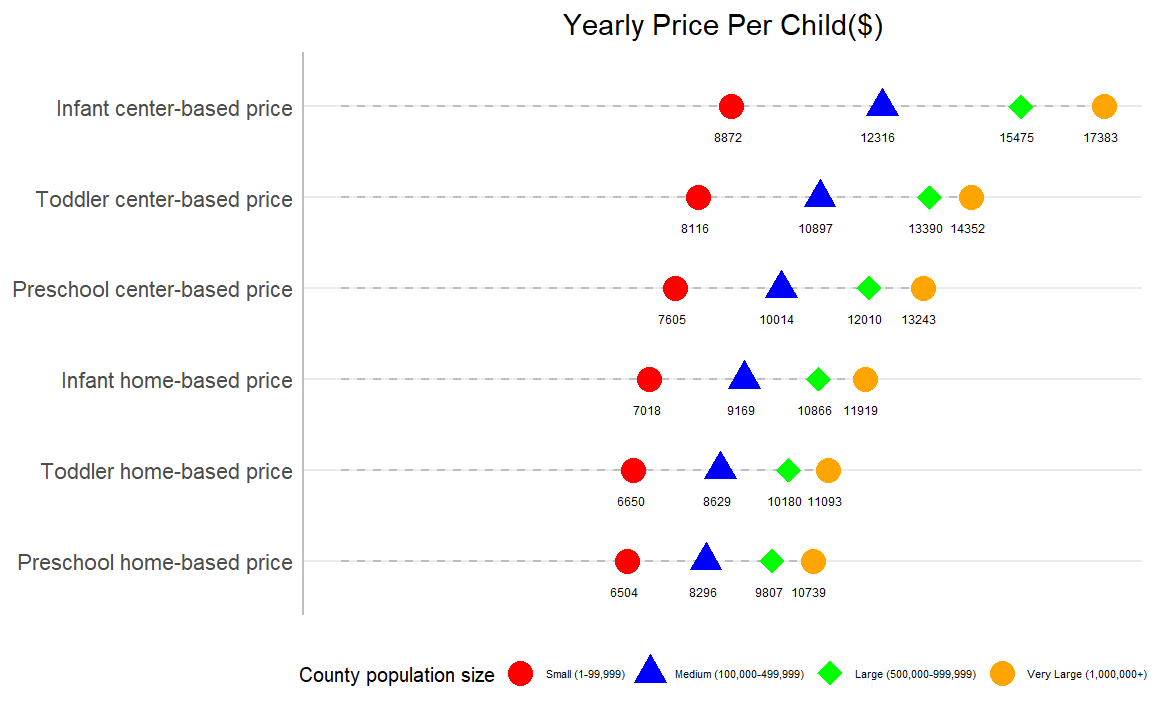 Yearly Price Per Child($)
Infant center-based price
8872 12316 15475 17383
Toddler center-based price
8116 10897 13390 14352
Preschool center-based price
7605 10014 12010 13243
Infant home-based price
7018 9169 10866 11919
Toddler home-based price
6650 8629 10180 11093
Preschool home-based price
6504 8296 9807 10739
County population size Small (1-99,999) Medium (100,000-499,999) Large (500,000-999,999) Very Large (1,000,000+)